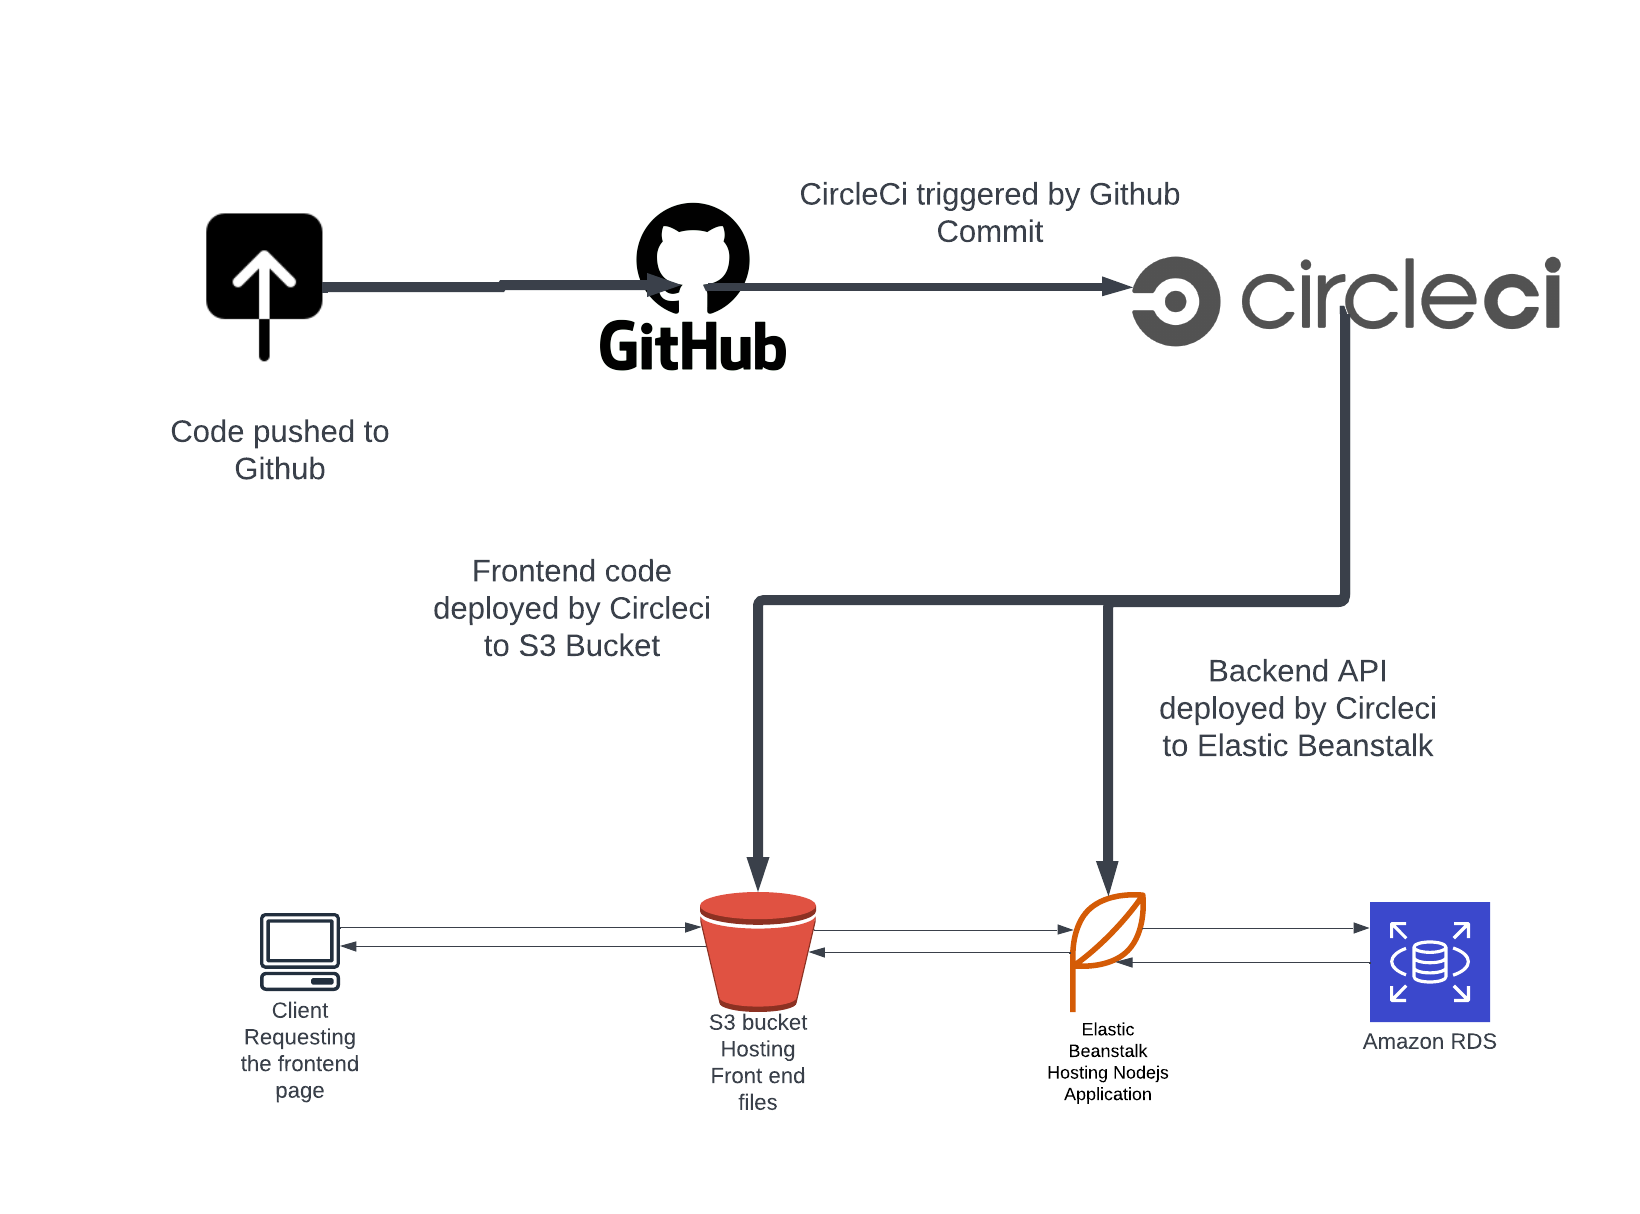 CircleCi triggered by Github
Commit
GitHub
circleci
Code pushed to
Github
Frontend code
deployed by Circleci
to S3 Bucket
Backend API
deployed by Circleci
to Elastic Beanstalk
Client
Requesting
the frontend
page
S3 bucket
Hosting
Front end
files
Elastic
Beanstalk
Hosting Nodejs
Application
Amazon RDS